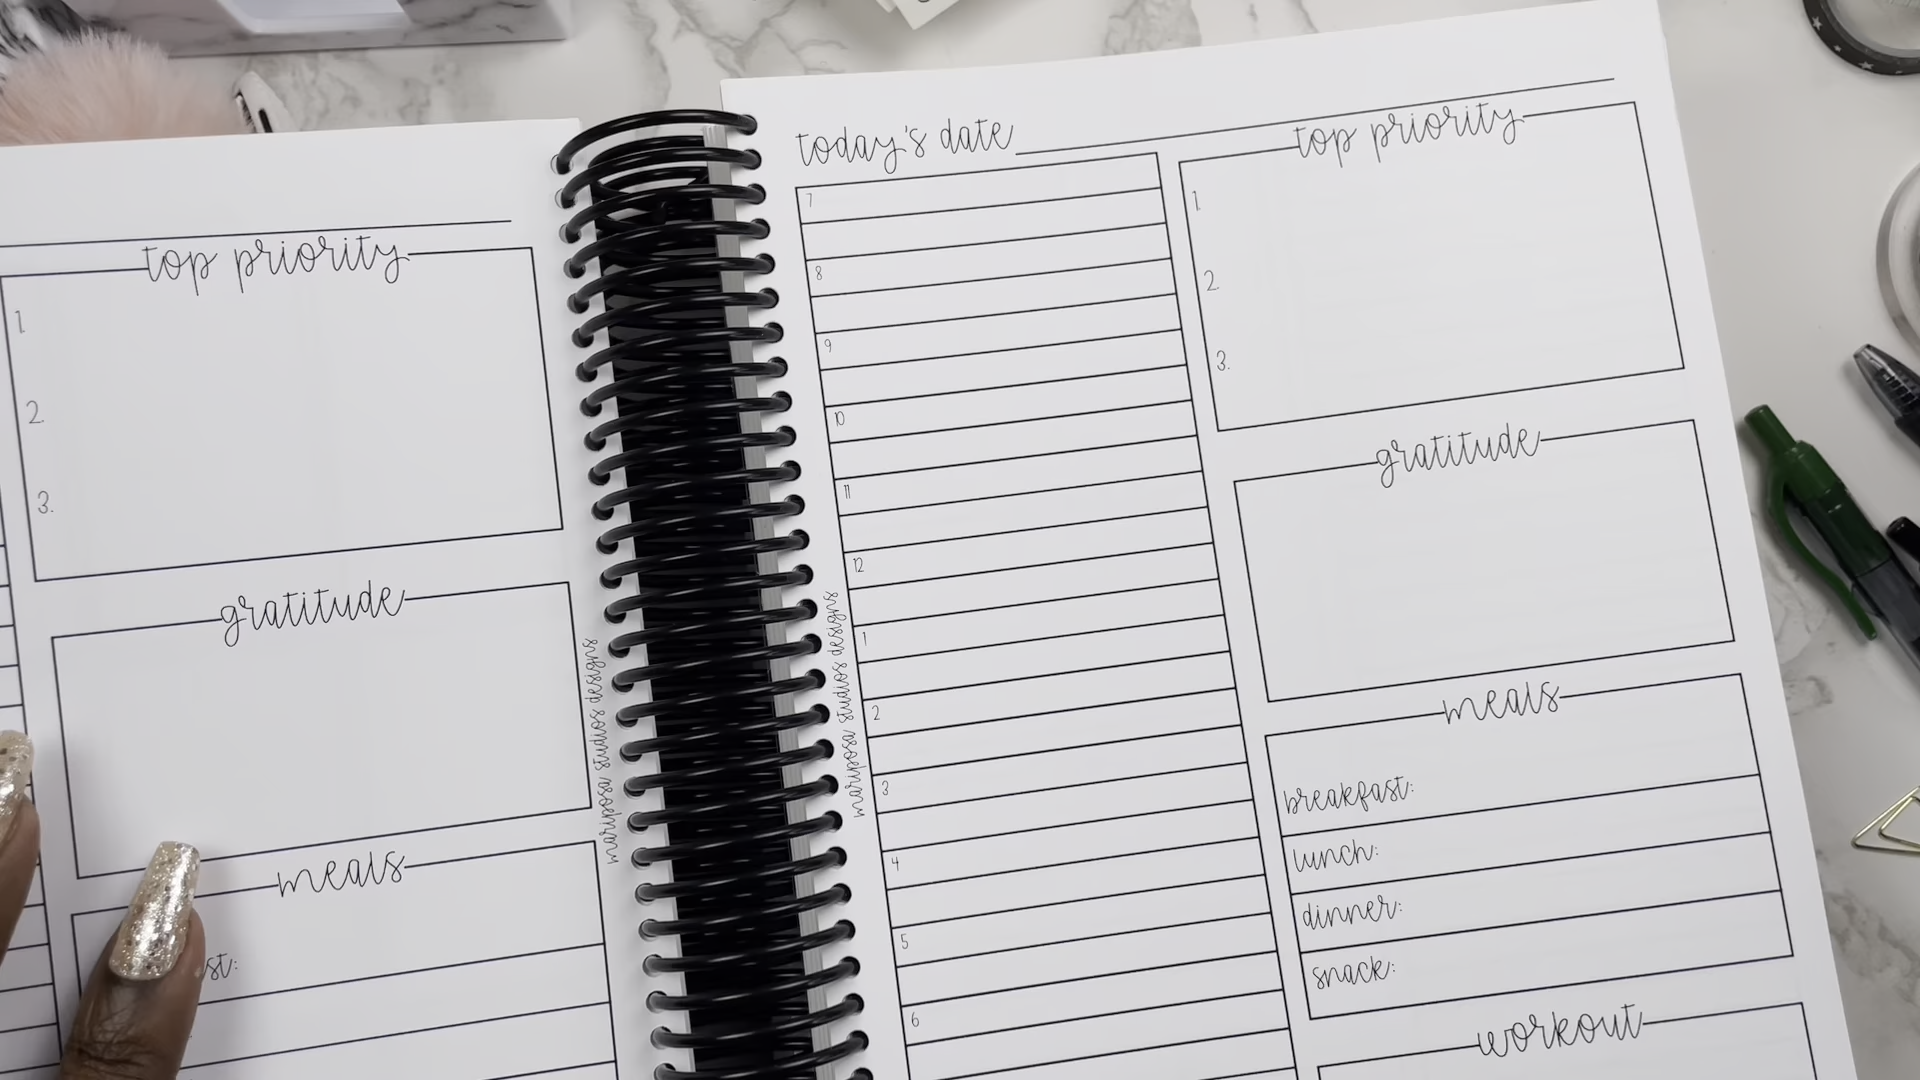 top priority
1.
2.
3.
gratitude
meals
st:
mariposa studios designs
mariposa studios designs
today's date
7
8
9
10
11
12
1
2
3
4
5
6
top priority
1.
2.
3.
gratitude
meals
breakfast:
lunch:
dinner:
snack:
workout